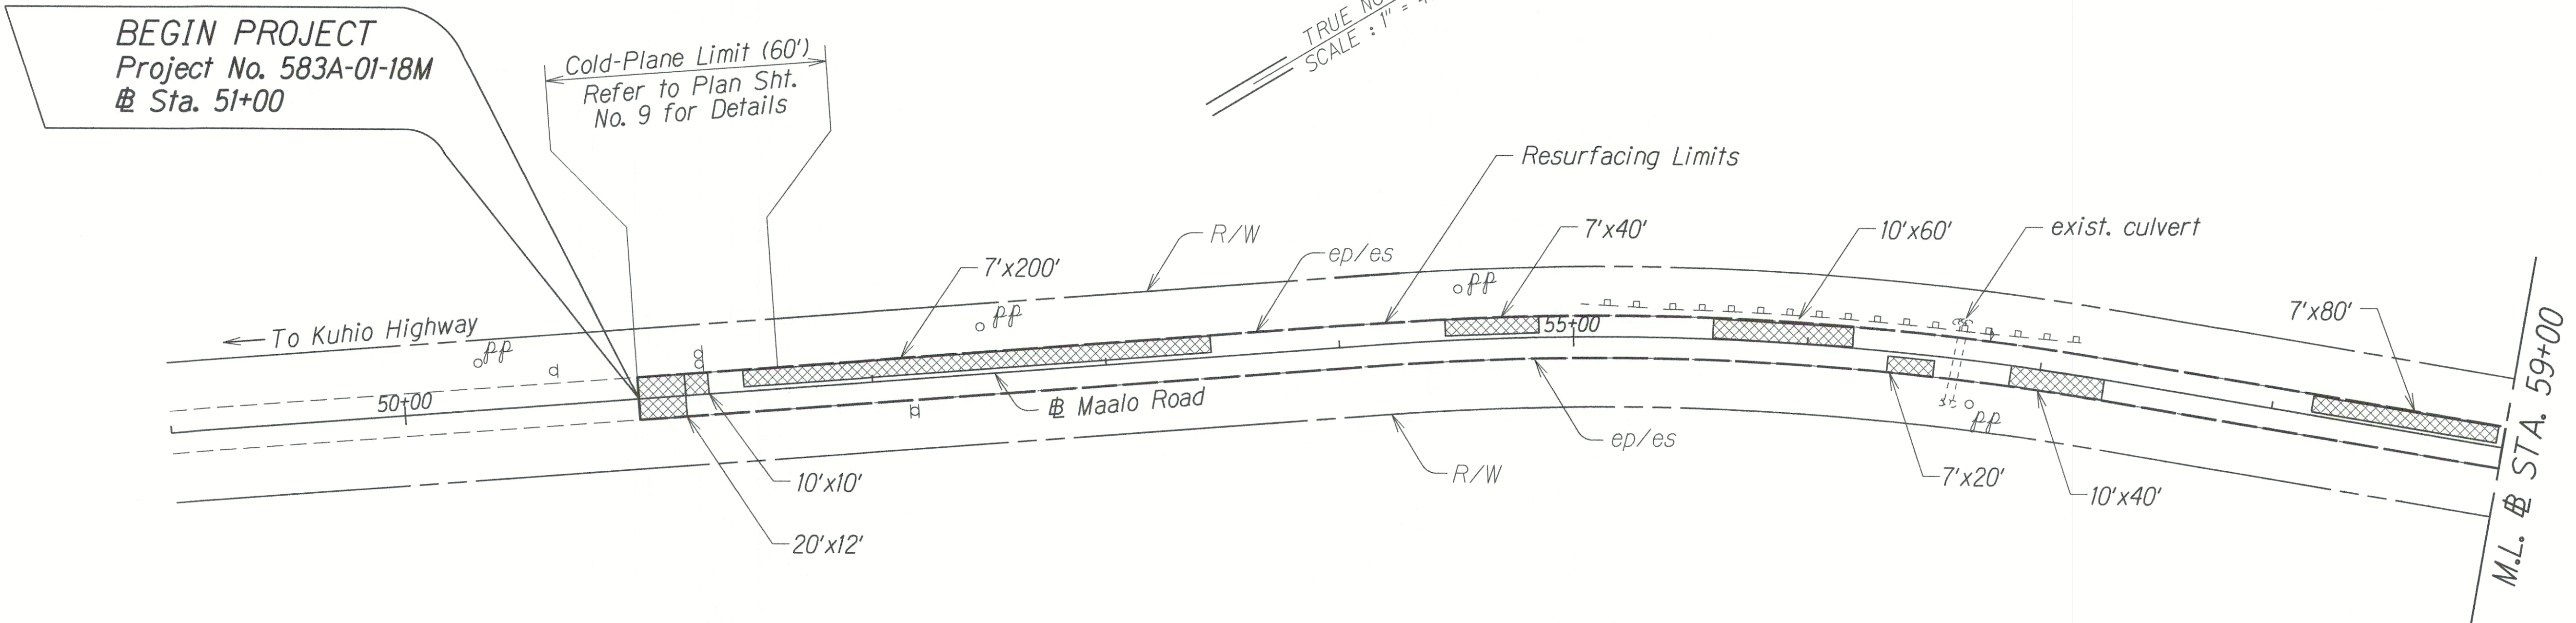 BEGIN PROJECT
Project No. 583A-01-18M
℄ Sta. 51+00
Cold-Plane Limit (60')
Refer to Plan Sht.
No. 9 for Details
TRUE
SCALE : 1" =
Resurfacing Limits
R/W
ep/es
7'x200'
7'x40'
10'x60'
exist. culvert
7'x80'
To Kuhio Highway
pp
pp
pp
50+00
55+00
℄ Maalo Road
pp
10'x10'
20'x12'
R/W
ep/es
7'x20'
10'x40'
M.L. ℄ STA. 59+00